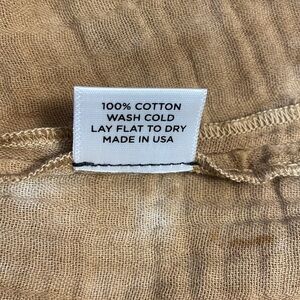 100% COTTON
WASH COLD
LAY FLAT TO DRY
MADE IN USA